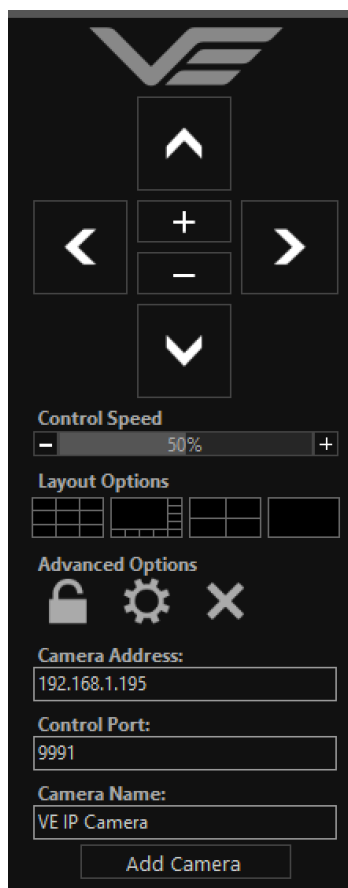 VE
+
−
Control Speed
− 50% +
Layout Options
Advanced Options
Camera Address:
192.168.1.195
Control Port:
9991
Camera Name:
VE IP Camera
Add Camera